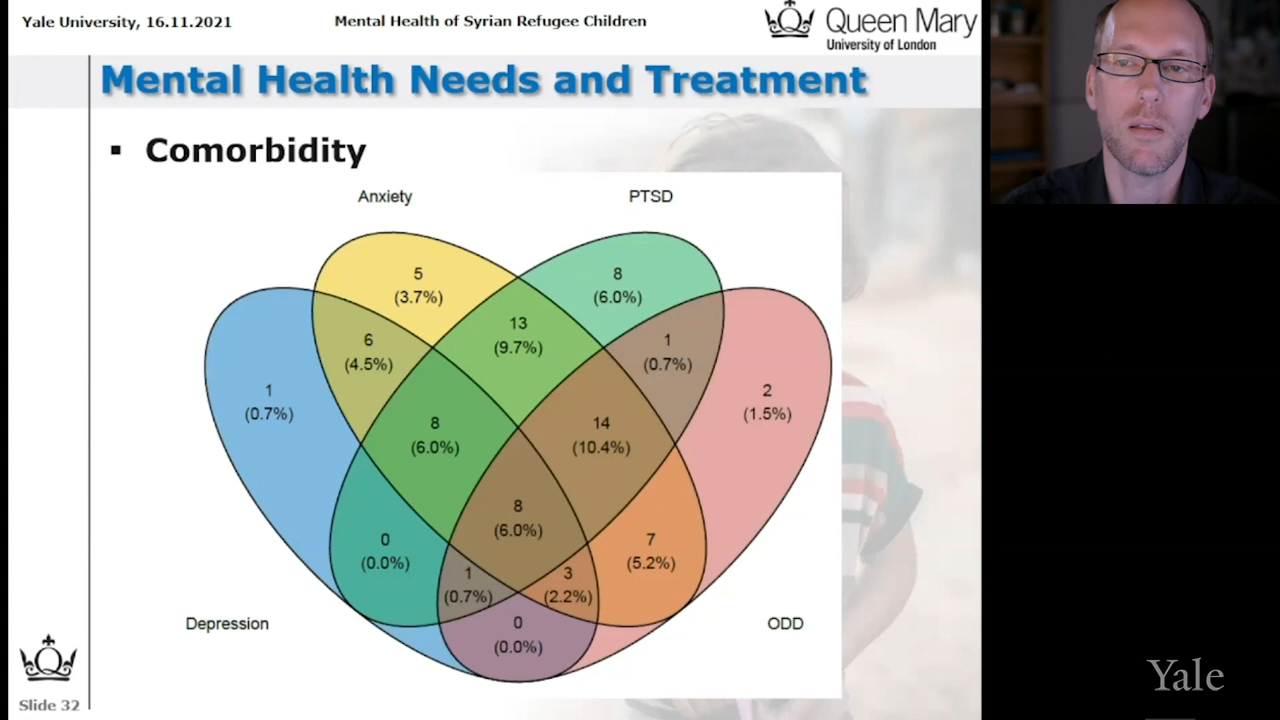 Yale University, 16.11.2021
Mental Health of Syrian Refugee Children
Queen Mary
University of London
Mental Health Needs and Treatment
▪ Comorbidity
Anxiety
PTSD
5
(3.7%)
8
(6.0%)
13
(9.7%)
6
(4.5%)
1
(0.7%)
1
(0.7%)
2
(1.5%)
8
(6.0%)
14
(10.4%)
8
(6.0%)
0
(0.0%)
7
(5.2%)
1
(0.7%)
3
(2.2%)
0
(0.0%)
Depression
ODD
Slide 32
Yale